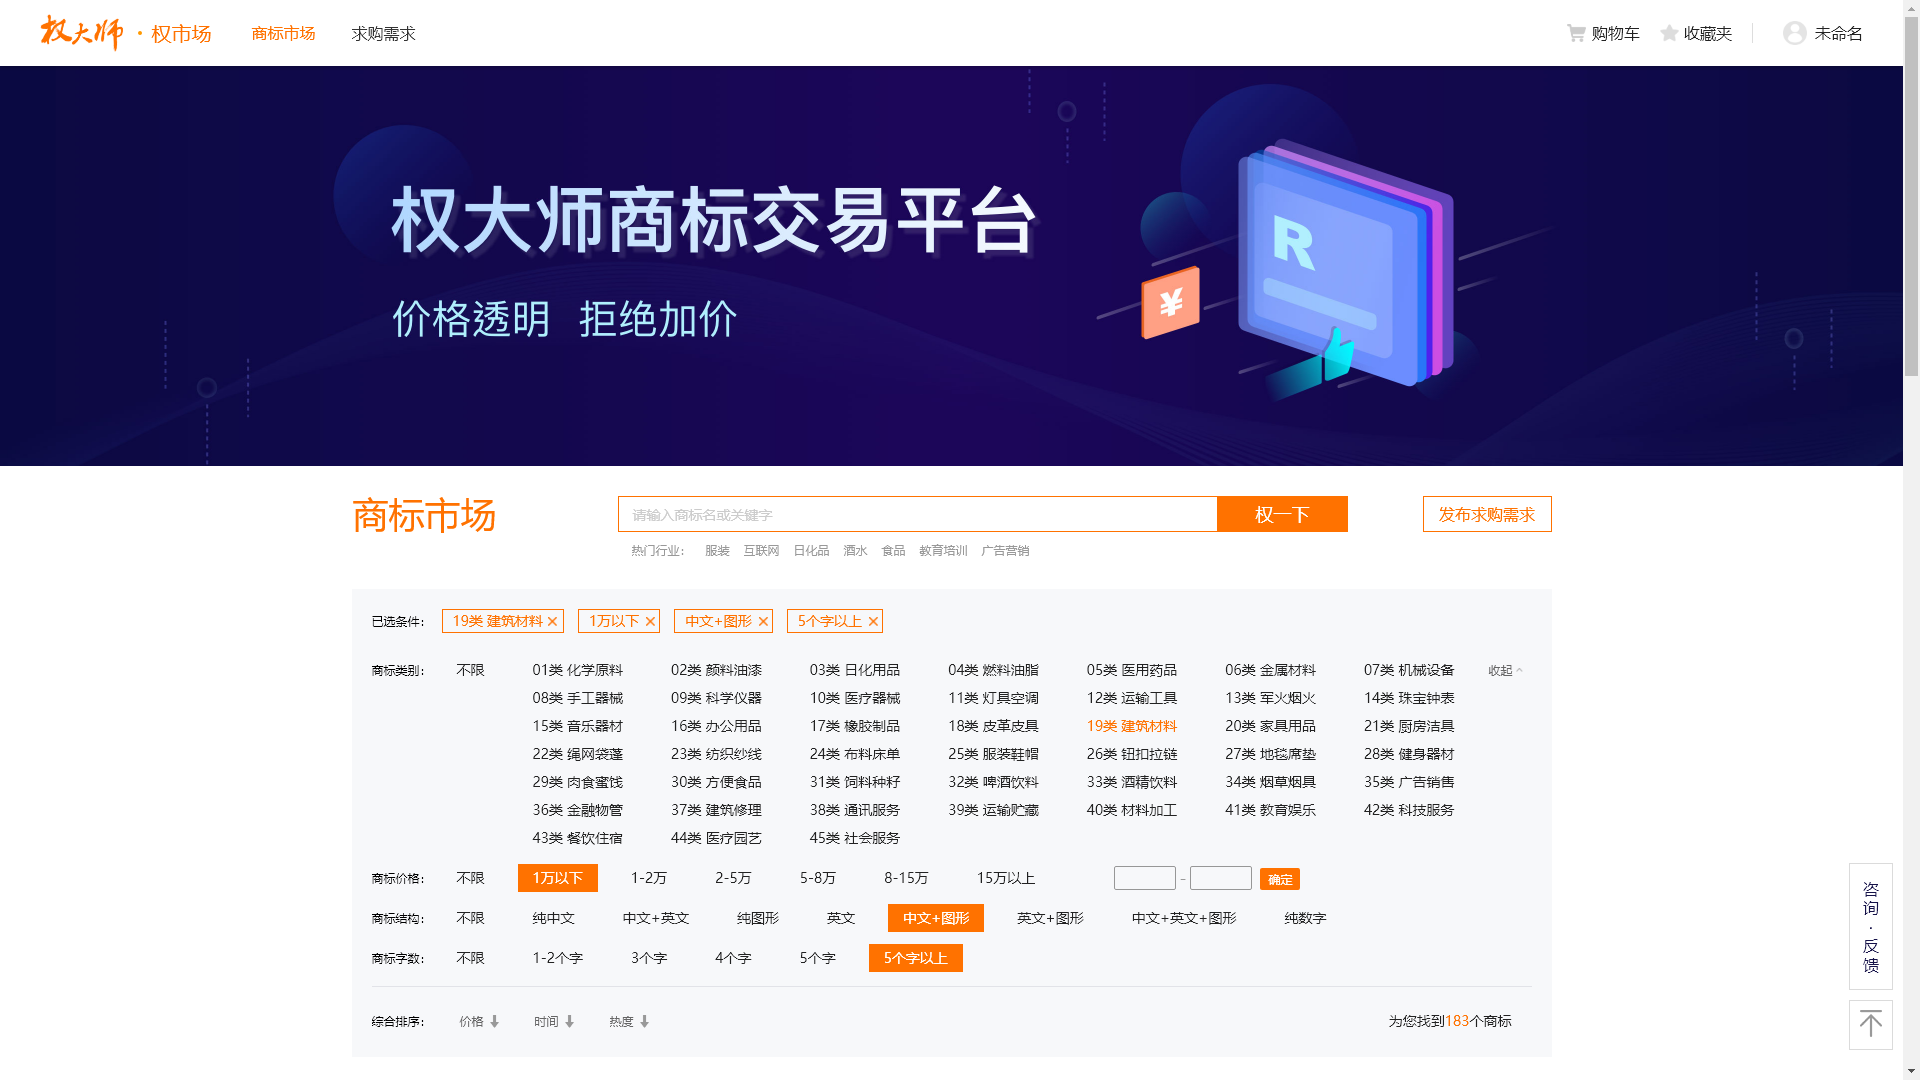 权大师 · 权市场 商标市场 求购需求 购物车 收藏夹 未命名
权大师商标交易平台
价格透明 拒绝加价
R
¥
商标市场 请输入商标名或关键字 权一下 发布求购需求
热门行业: 服装 互联网 日化品 酒水 食品 教育培训 广告营销
已选条件: 19类 建筑材料 1万以下 中文+图形 5个字以上
商标类别: 不限 01类 化学原料 02类 颜料油漆 03类 日化用品 04类 燃料油脂 05类 医用药品 06类 金属材料 07类 机械设备 收起
08类 手工器械 09类 科学仪器 10类 医疗器械 11类 灯具空调 12类 运输工具 13类 军火烟火 14类 珠宝钟表
15类 音乐器材 16类 办公用品 17类 橡胶制品 18类 皮革皮具 19类 建筑材料 20类 家具用品 21类 厨房洁具
22类 绳网袋蓬 23类 纺织纱线 24类 布料床单 25类 服装鞋帽 26类 钮扣拉链 27类 地毯席垫 28类 健身器材
29类 肉食蜜饯 30类 方便食品 31类 饲料种籽 32类 啤酒饮料 33类 酒精饮料 34类 烟草烟具 35类 广告销售
36类 金融物管 37类 建筑修理 38类 通讯服务 39类 运输贮藏 40类 材料加工 41类 教育娱乐 42类 科技服务
43类 餐饮住宿 44类 医疗园艺 45类 社会服务
商标价格: 不限 1万以下 1-2万 2-5万 5-8万 8-15万 15万以上 - 确定
商标结构: 不限 纯中文 中文+英文 纯图形 英文 中文+图形 英文+图形 中文+英文+图形 纯数字
商标字数: 不限 1-2个字 3个字 4个字 5个字 5个字以上
综合排序: 价格 时间 热度 为您找到183个商标
咨询·反馈